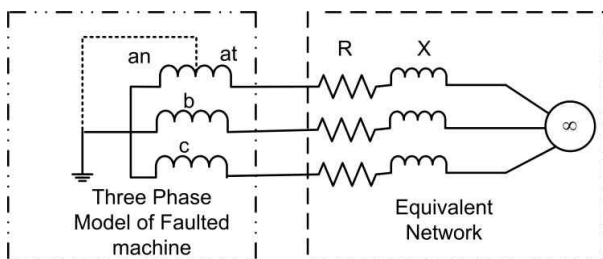 an at
b
c
Three Phase
Model of Faulted
machine
R X
∞
Equivalent
Network